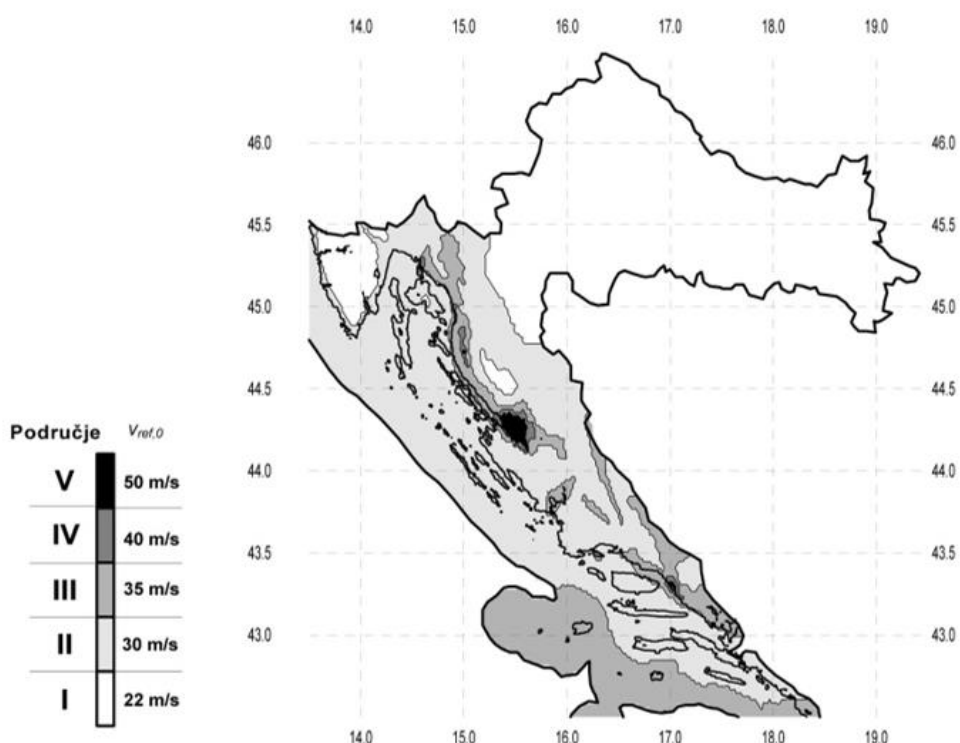 14.0 15.0 16.0 17.0 18.0 19.0
46.0 46.0
45.5 45.5
45.0 45.0
44.5 44.5
44.0 44.0
43.5 43.5
43.0 43.0
14.0 15.0 16.0 17.0 18.0 19.0
Područje Vref,0
V 50 m/s
IV 40 m/s
III 35 m/s
II 30 m/s
I 22 m/s